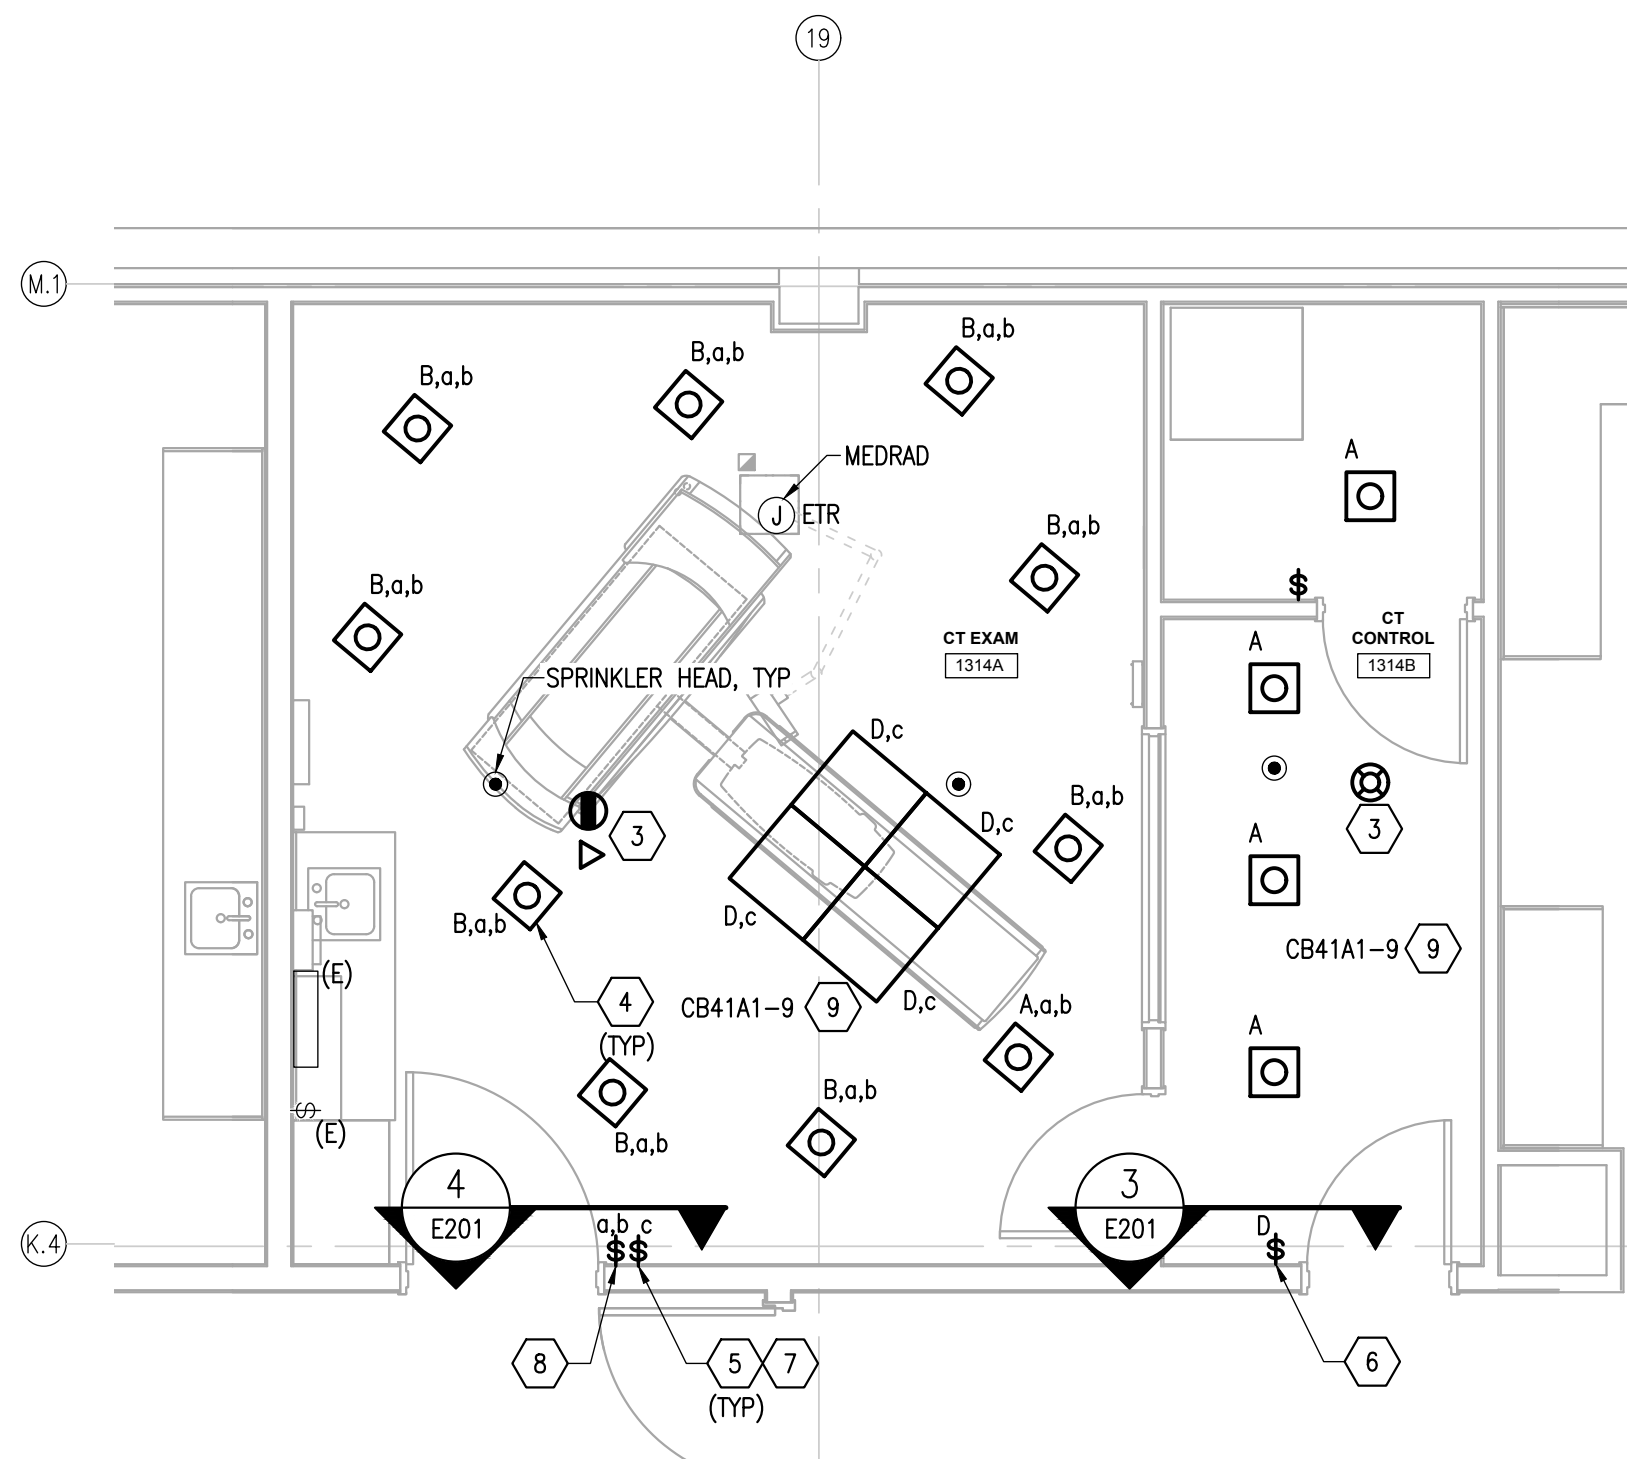 19
M.1
B,a,b
B,a,b
B,a,b
MEDRAD
J ETR
A
B,a,b
B,a,b
$
CT EXAM
1314A
CT
CONTROL
1314B
A
SPRINKLER HEAD, TYP
D,c
D,c
B,a,b
3
3
A
B,a,b
D,c
CB41A1-9 9
(E)
4
(TYP)
CB41A1-9 9
D,c
A,a,b
A
B,a,b
B,a,b
S
(E)
4
E201
3
E201
K.4
a,b c
$ $
D
$
8
5 7
(TYP)
6